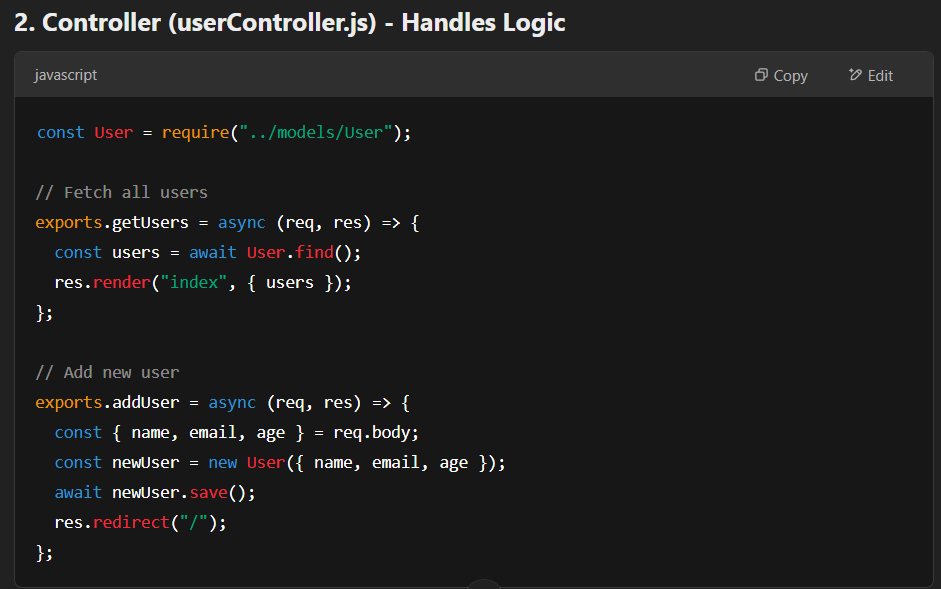 2. Controller (userController.js) - Handles Logic
javascript
Copy
Edit
const User = require("../models/User");
// Fetch all users
exports.getUsers = async (req, res) => {
  const users = await User.find();
  res.render("index", { users });
};
// Add new user
exports.addUser = async (req, res) => {
  const { name, email, age } = req.body;
  const newUser = new User({ name, email, age });
  await newUser.save();
  res.redirect("/");
};